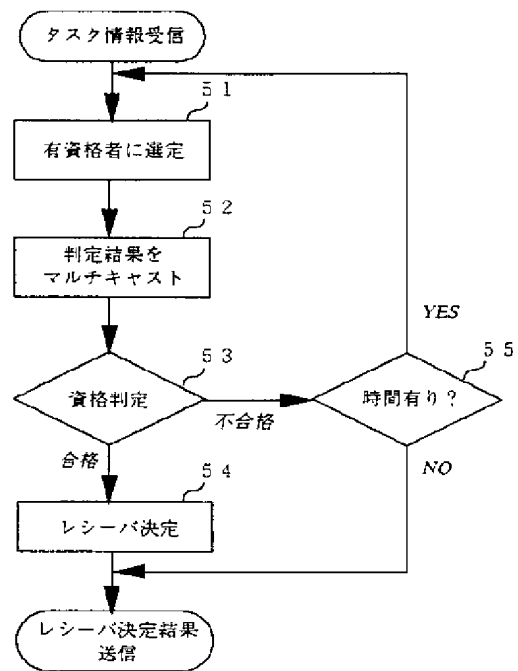 タスク情報受信
51
有資格者に選定
52
判定結果を
マルチキャスト
YES
53
55
資格判定
時間有り?
不合格
合格
NO
54
レシーバ決定
レシーバ決定結果
送信